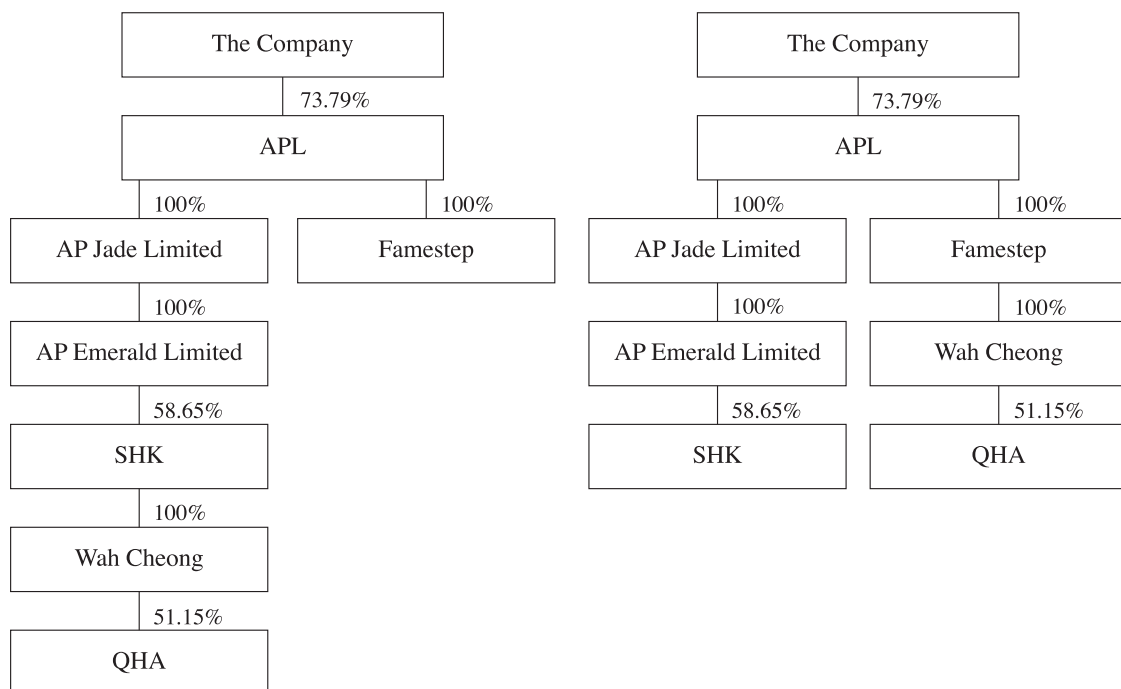 The Company
73.79%
APL
100%
100%
AP Jade Limited
Famestep
100%
AP Emerald Limited
58.65%
SHK
100%
Wah Cheong
51.15%
QHA
The Company
73.79%
APL
100%
100%
AP Jade Limited
Famestep
100%
100%
AP Emerald Limited
Wah Cheong
58.65%
51.15%
SHK
QHA